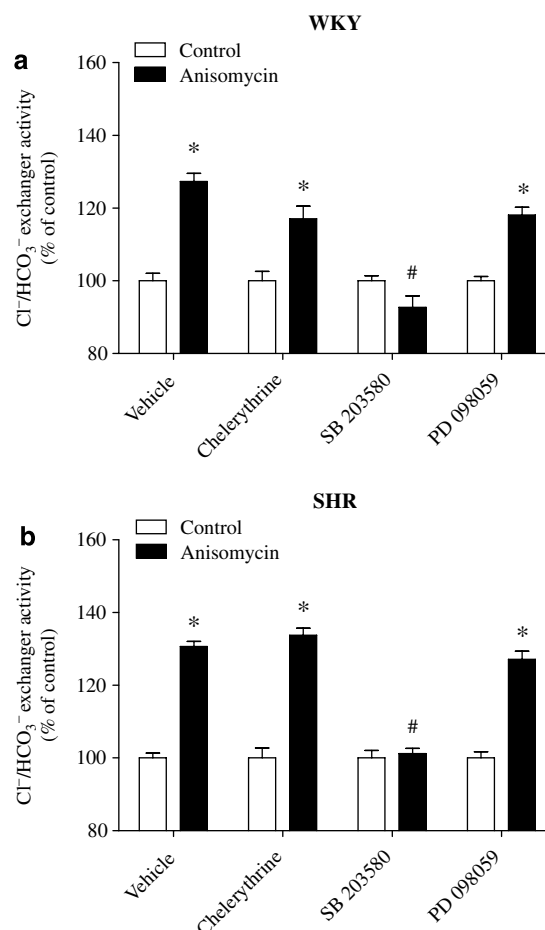 WKY
a
Control
Anisomycin
Cl⁻/HCO₃⁻ exchanger activity
(% of control)
160
140
120
100
80
*
*
#
*
Vehicle
Chelerythrine
SB 203580
PD 098059
SHR
b
Control
Anisomycin
Cl⁻/HCO₃⁻ exchanger activity
(% of control)
160
140
120
100
80
*
*
#
*
Vehicle
Chelerythrine
SB 203580
PD 098059